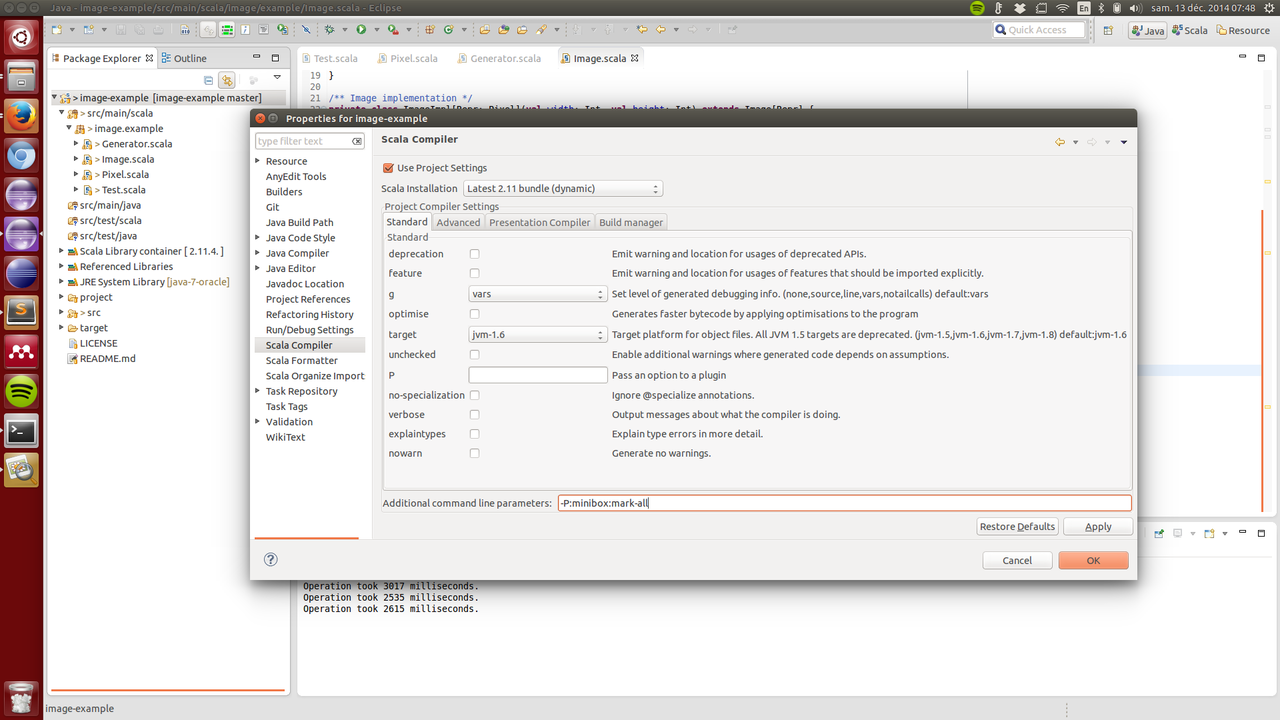 Java - image-example/src/main/scala/image/example/Image.scala - Eclipse
En
sam. 13 déc. 2014 07:48
Quick Access
Java
Scala
Resource
Package Explorer
Outline
> image-example [image-example master]
> src/main/scala
> image.example
> Generator.scala
> Image.scala
> Pixel.scala
> Test.scala
src/main/java
src/test/scala
src/test/java
Scala Library container [ 2.11.4. ]
Referenced Libraries
JRE System Library [java-7-oracle]
project
> src
target
LICENSE
README.md
Test.scala
Pixel.scala
Generator.scala
Image.scala
19 }
20
21 /** Image implementation */
Properties for image-example
type filter text
Resource
AnyEdit Tools
Builders
Git
Java Build Path
Java Code Style
Java Compiler
Java Editor
Javadoc Location
Project References
Refactoring History
Run/Debug Settings
Scala Compiler
Scala Formatter
Scala Organize Import
Task Repository
Task Tags
Validation
WikiText
Scala Compiler
Use Project Settings
Scala Installation Latest 2.11 bundle (dynamic)
Project Compiler Settings
Standard Advanced Presentation Compiler Build manager
Standard
deprecation Emit warning and location for usages of deprecated APIs.
feature Emit warning and location for usages of features that should be imported explicitly.
g vars Set level of generated debugging info. (none,source,line,vars,notailcalls) default:vars
optimise Generates faster bytecode by applying optimisations to the program
target jvm-1.6 Target platform for object files. All JVM 1.5 targets are deprecated. (jvm-1.5,jvm-1.6,jvm-1.7,jvm-1.8) default:jvm-1.6
unchecked Enable additional warnings where generated code depends on assumptions.
P Pass an option to a plugin
no-specialization Ignore @specialize annotations.
verbose Output messages about what the compiler is doing.
explaintypes Explain type errors in more detail.
nowarn Generate no warnings.
Additional command line parameters: -P:minibox:mark-all
Restore Defaults Apply
Cancel OK
Operation took 3017 milliseconds.
Operation took 2535 milliseconds.
Operation took 2615 milliseconds.
image-example